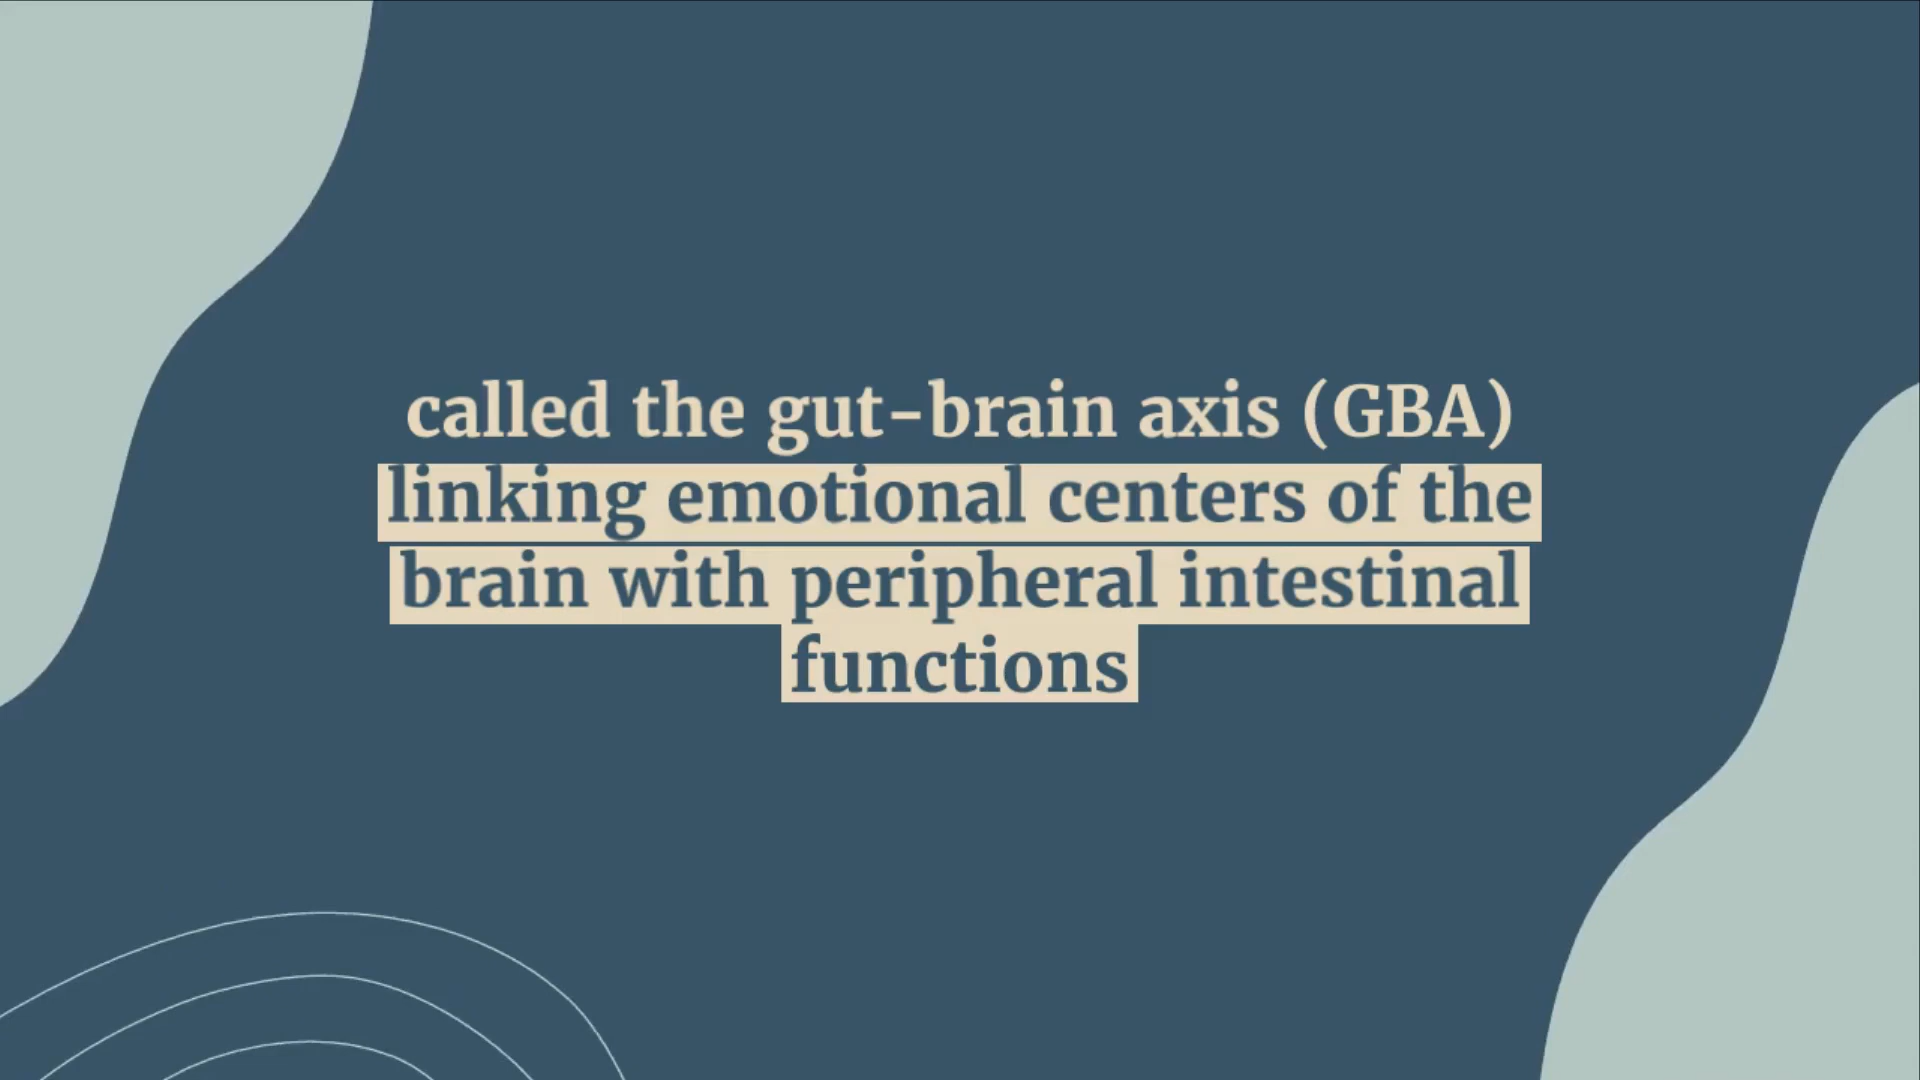 called the gut-brain axis (GBA)
linking emotional centers of the
brain with peripheral intestinal
functions